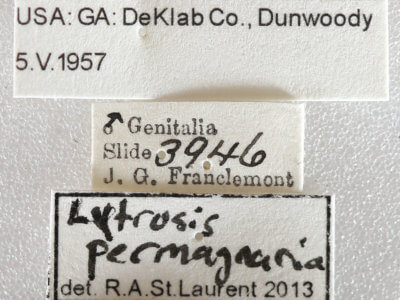 USA: GA: DeKlab Co., Dunwoody
5.V.1957
♂ Genitalia
Slide 3946
J. G. Franclemont
Lytrosis
permagnaria
det. R.A.St.Laurent 2013